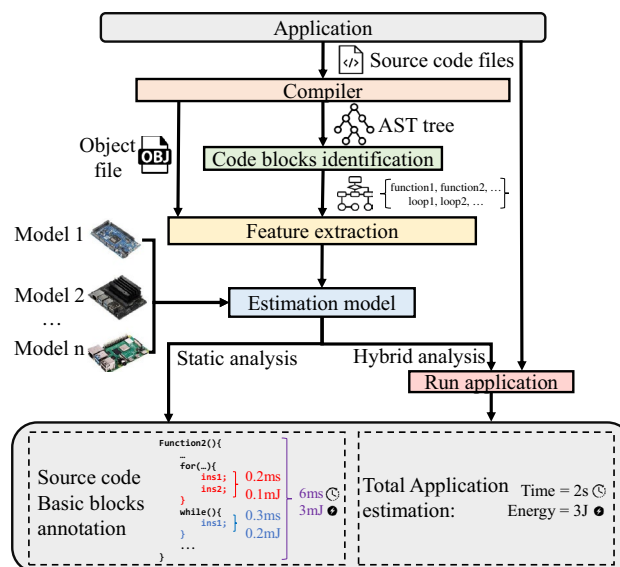 Application
</>
Source code files
Compiler
Object
file
OBJ
AST tree
Code blocks identification
function1, function2, …
loop1, loop2, …
Feature extraction
Model 1
Model 2
…
Model n
Estimation model
Static analysis
Hybrid analysis
Run application
Source code
Basic blocks
annotation
Function2(){
…
for(…){
ins1;
ins2;
}
0.2ms
0.1mJ
while(){
ins1;
}
0.3ms
0.2mJ
...
}
6ms
3mJ
Total Application
estimation:
Time = 2s
Energy = 3J